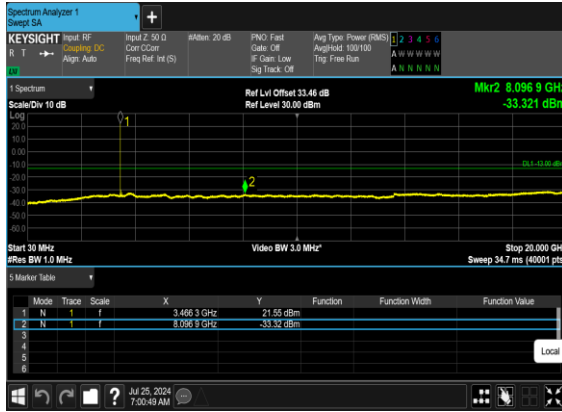 Spectrum Analyzer 1
Swept SA
+
KEYSIGHT Input: RF Input Z: 50 Ω #Atten: 20 dB PNO: Fast Avg Type: Power (RMS) 1 2 3 4 5 6
R T Coupling: DC Corr CCorr Gate: Off Avg|Hold: 100/100 A W W W W W
Align: Auto Freq Ref: Int (S) IF Gain: Low Trig: Free Run
Sig Track: Off A N N N N N
LU
1 Spectrum
Ref Lvl Offset 33.46 dB Mkr2 8.096 9 GHz
Scale/Div 10 dB Ref Level 30.00 dBm -33.321 dBm
Log
20.0
10.0
0.00
-10.0
-20.0
-30.0
-40.0
-50.0
-60.0
1
2
DL1 -13.00 dBm
Start 30 MHz Video BW 3.0 MHz* Stop 20.000 GHz
#Res BW 1.0 MHz Sweep 34.7 ms (40001 pts)
5 Marker Table
Mode Trace Scale X Y Function Function Width Function Value
1 N 1 f 3.466 3 GHz 21.55 dBm
2 N 1 f 8.096 9 GHz -33.32 dBm
3
4
5
6
Local
? Jul 25, 2024
7:00:49 AM